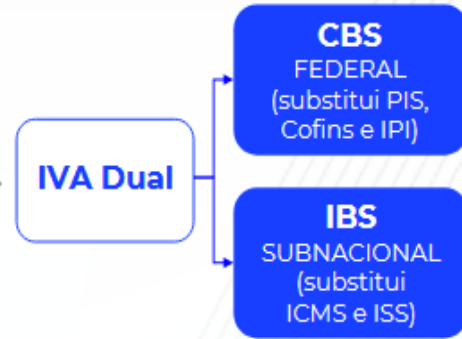 CBS
FEDERAL
(substitui PIS,
Cofins e IPI)
IVA Dual
IBS
SUBNACIONAL
(substitui
ICMS e ISS)